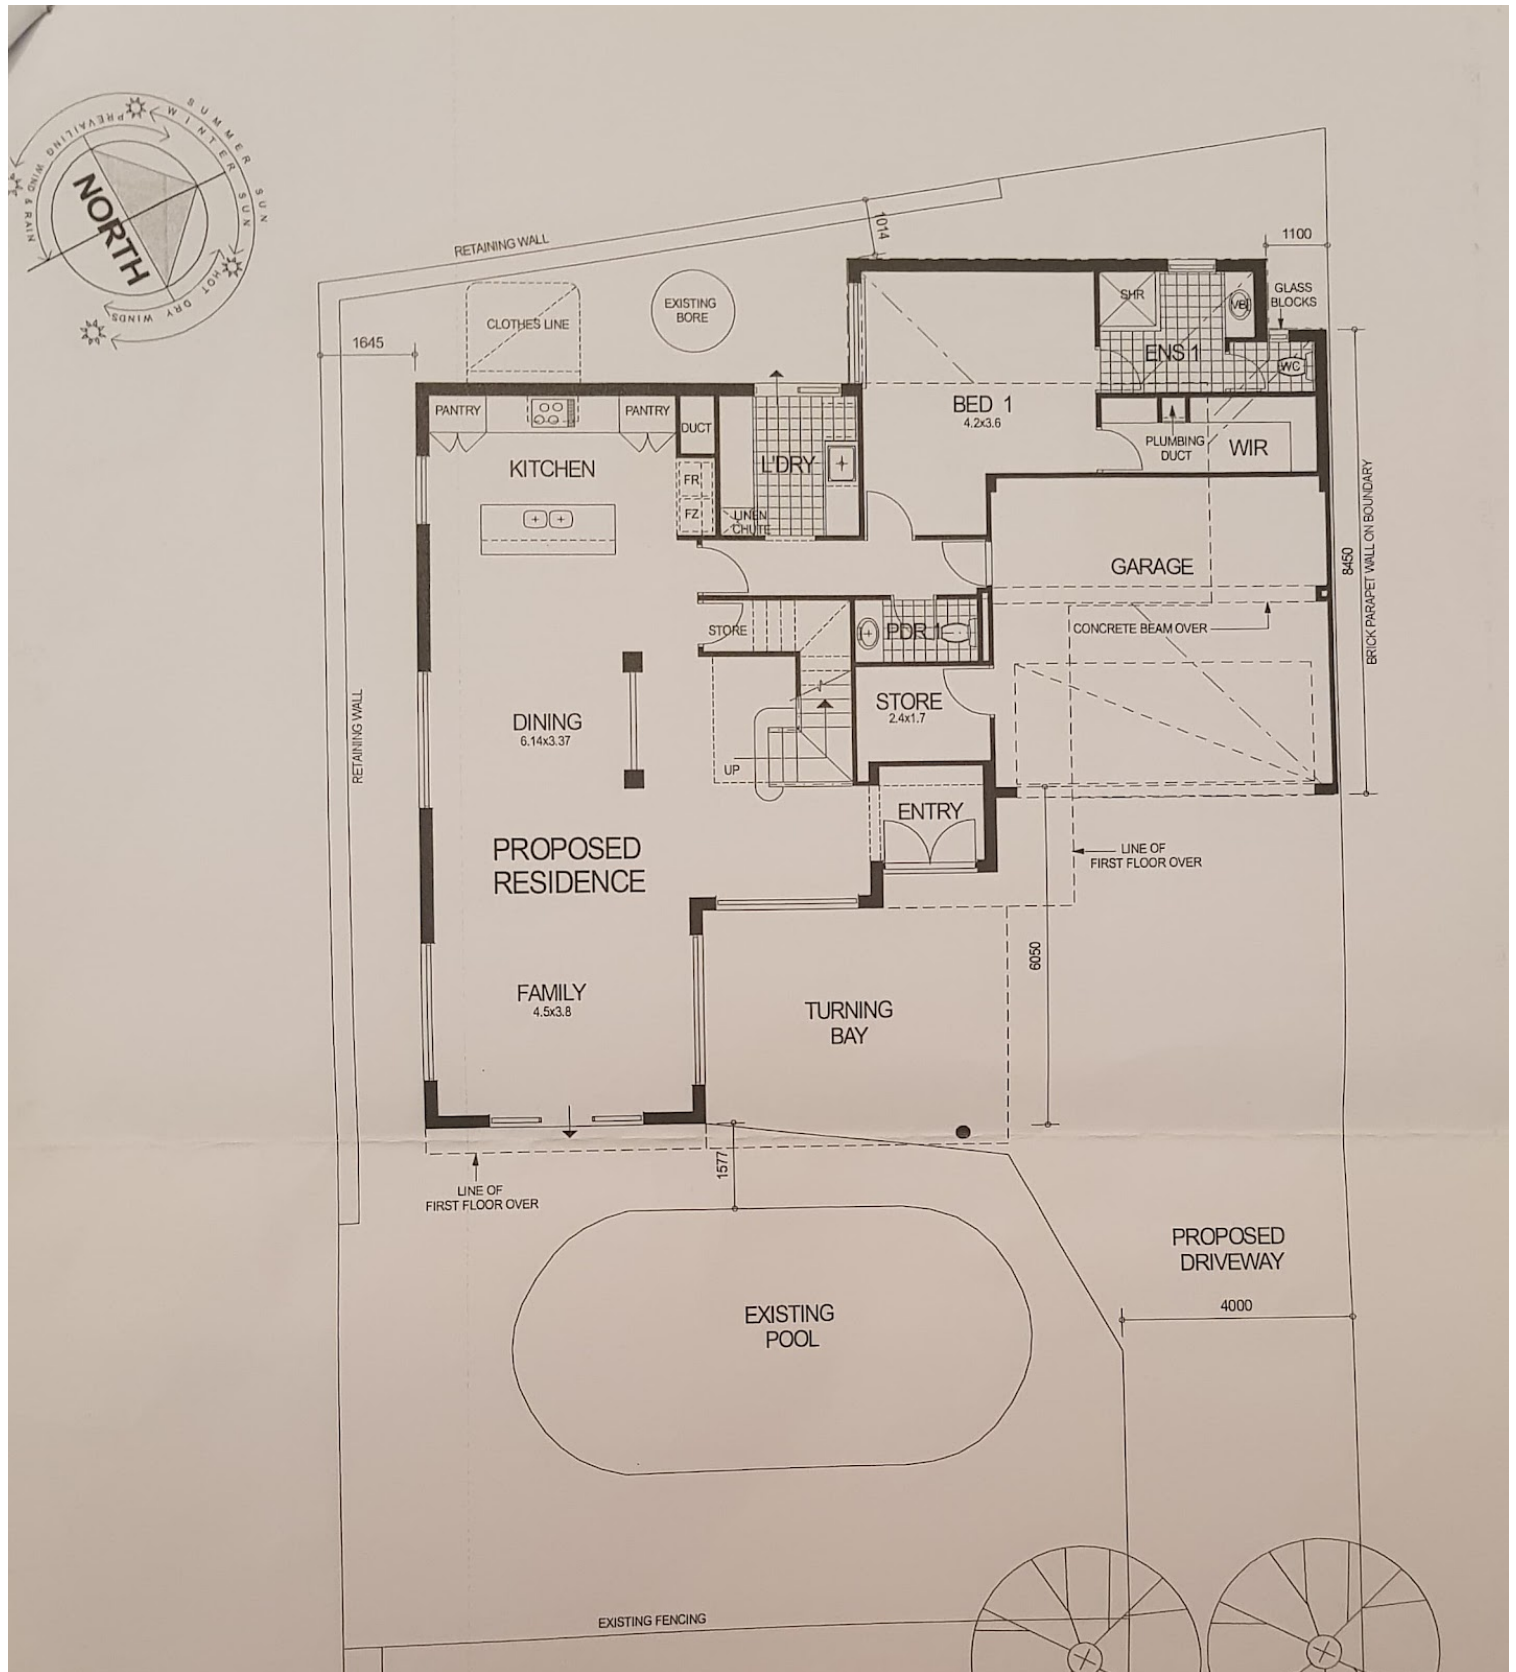 SUMMER SUN
WINTER SUN
PREVAILING WIND & RAIN
NORTH
HOT DRY WINDS
RETAINING WALL
1014
1100
GLASS
BLOCKS
1645
CLOTHES LINE
EXISTING
BORE
SHR
VB
ENS 1
WC
PANTRY
PANTRY
DUCT
BED 1
4.2x3.6
PLUMBING
DUCT
WIR
KITCHEN
L'DRY
FR
FZ
LINEN
CHUTE
GARAGE
8450
BRICK PARAPET WALL ON BOUNDARY
CONCRETE BEAM OVER
STORE
PDR 1
RETAINING WALL
DINING
6.14x3.37
STORE
2.4x1.7
UP
ENTRY
PROPOSED
RESIDENCE
LINE OF
FIRST FLOOR OVER
6050
FAMILY
4.5x3.8
TURNING
BAY
1577
LINE OF
FIRST FLOOR OVER
PROPOSED
DRIVEWAY
4000
EXISTING
POOL
EXISTING FENCING